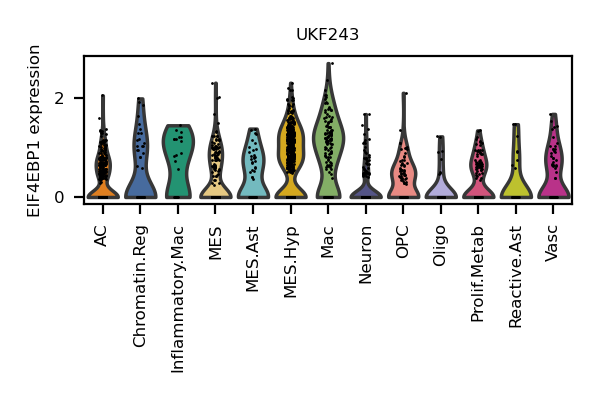 UKF243
EIF4EBP1 expression
2
0
AC
Chromatin.Reg
Inflammatory.Mac
MES
MES.Ast
MES.Hyp
Mac
Neuron
OPC
Oligo
Prolif.Metab
Reactive.Ast
Vasc